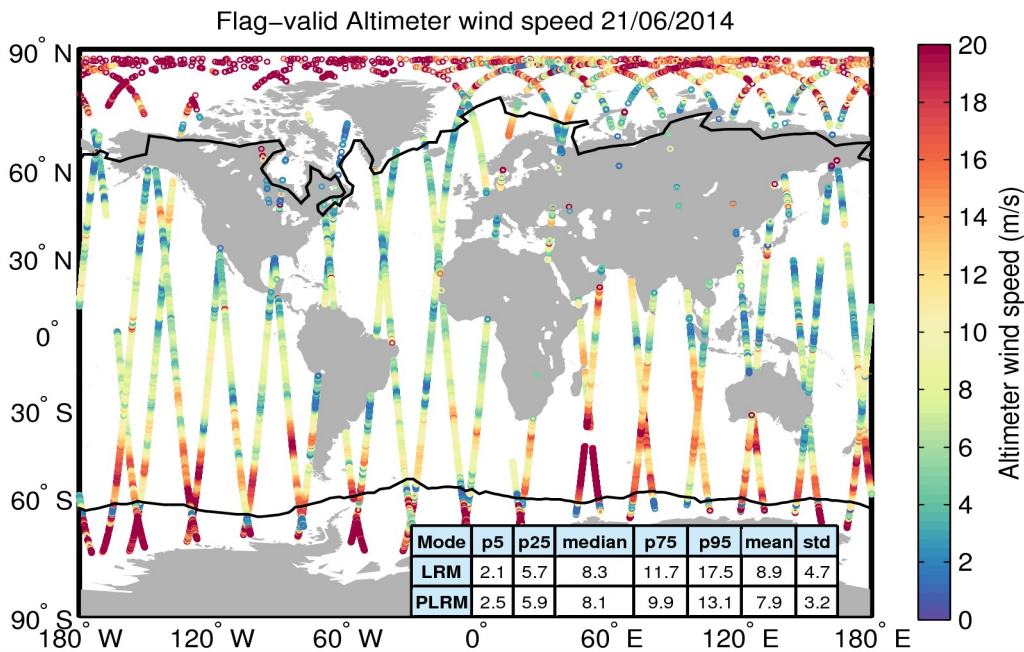 Flag−valid Altimeter wind speed 21/06/2014
90° N
60° N
30° N
0°
30° S
60° S
90° S
180° W
120° W
60° W
0°
60° E
120° E
180° E
Mode p5 p25 median p75 p95 mean std
LRM 2.1 5.7 8.3 11.7 17.5 8.9 4.7
PLRM 2.5 5.9 8.1 9.9 13.1 7.9 3.2
20
18
16
14
12
10
8
6
4
2
0
Altimeter wind speed (m/s)